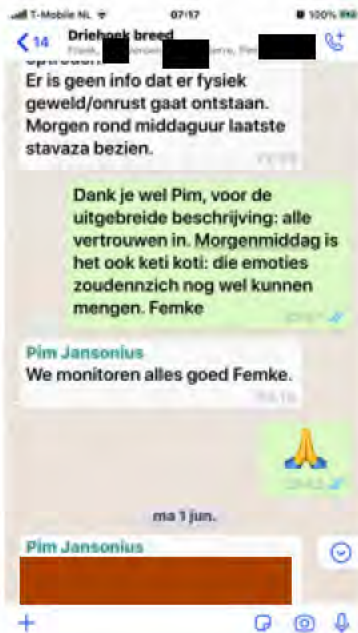 T-Mobile NL
07:17
100%
14
Driehoek breed
Er is geen info dat er fysiek
geweld/onrust gaat ontstaan.
Morgen rond middaguur laatste
stavaza bezien.
Dank je wel Pim, voor de
uitgebreide beschrijving: alle
vertrouwen in. Morgenmiddag is
het ook keti koti: die emoties
zoudennzich nog wel kunnen
mengen. Femke
Pim Jansonius
We monitoren alles goed Femke.
ma 1 jun.
Pim Jansonius